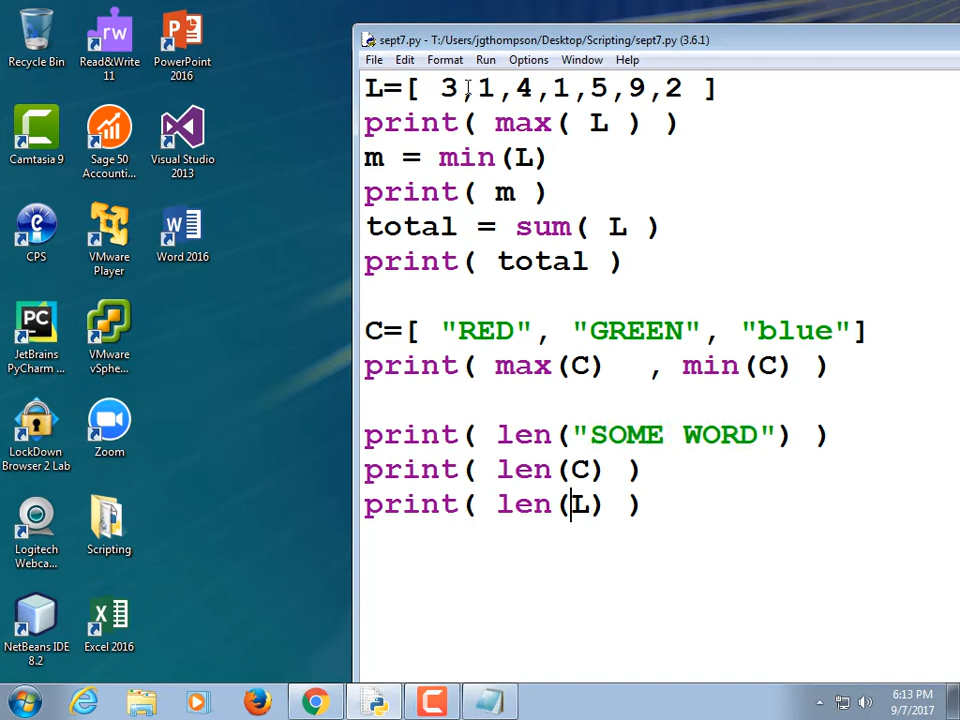 Recycle Bin
Read&Write 11
PowerPoint 2016
Camtasia 9
Sage 50 Accounti...
Visual Studio 2013
CPS
VMware Player
Word 2016
JetBrains PyCharm ...
VMware vSphe...
LockDown Browser 2 Lab
Zoom
Logitech Webca...
Scripting
NetBeans IDE 8.2
Excel 2016
sept7.py - T:/Users/jgthompson/Desktop/Scripting/sept7.py (3.6.1)
File Edit Format Run Options Window Help
L=[ 3,1,4,1,5,9,2 ]
print( max( L ) )
m = min(L)
print( m )
total = sum( L )
print( total )
C=[ "RED", "GREEN", "blue"]
print( max(C) , min(C) )
print( len("SOME WORD") )
print( len(C) )
print( len(L) )
6:13 PM
9/7/2017